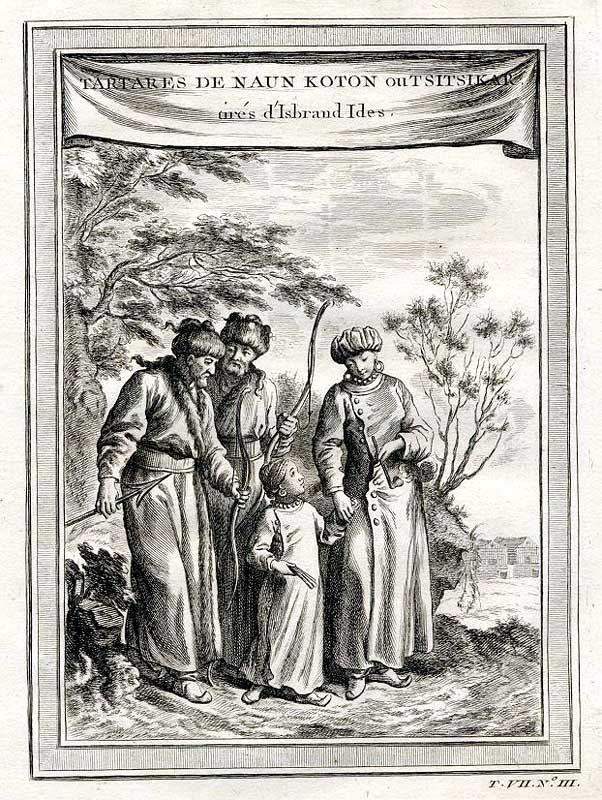 TARTARES DE NAUN KOTON ou TSITSIKAR
tirés d'Isbrand Ides.
T. VII. N.º III.